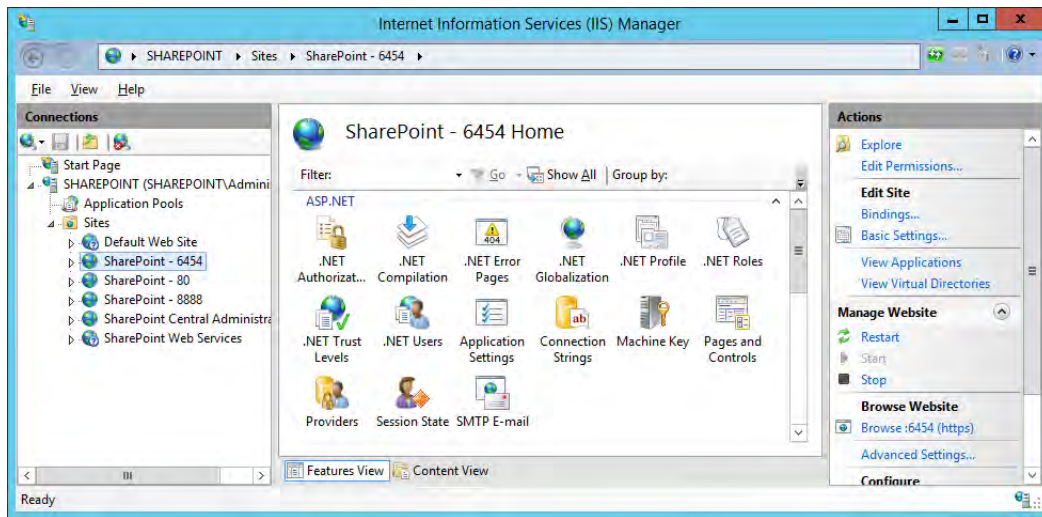 Internet Information Services (IIS) Manager
SHAREPOINT Sites SharePoint - 6454
File View Help
Connections
Start Page
SHAREPOINT (SHAREPOINT\Admini
Application Pools
Sites
Default Web Site
SharePoint - 6454
SharePoint - 80
SharePoint - 8888
SharePoint Central Administra
SharePoint Web Services
SharePoint - 6454 Home
Filter: Go Show All Group by:
ASP.NET
.NET Authorizat...
.NET Compilation
.NET Error Pages
.NET Globalization
.NET Profile
.NET Roles
.NET Trust Levels
.NET Users
Application Settings
Connection Strings
Machine Key
Pages and Controls
Providers
Session State
SMTP E-mail
Features View Content View
Actions
Explore
Edit Permissions...
Edit Site
Bindings...
Basic Settings...
View Applications
View Virtual Directories
Manage Website
Restart
Start
Stop
Browse Website
Browse :6454 (https)
Advanced Settings...
Configure
Ready